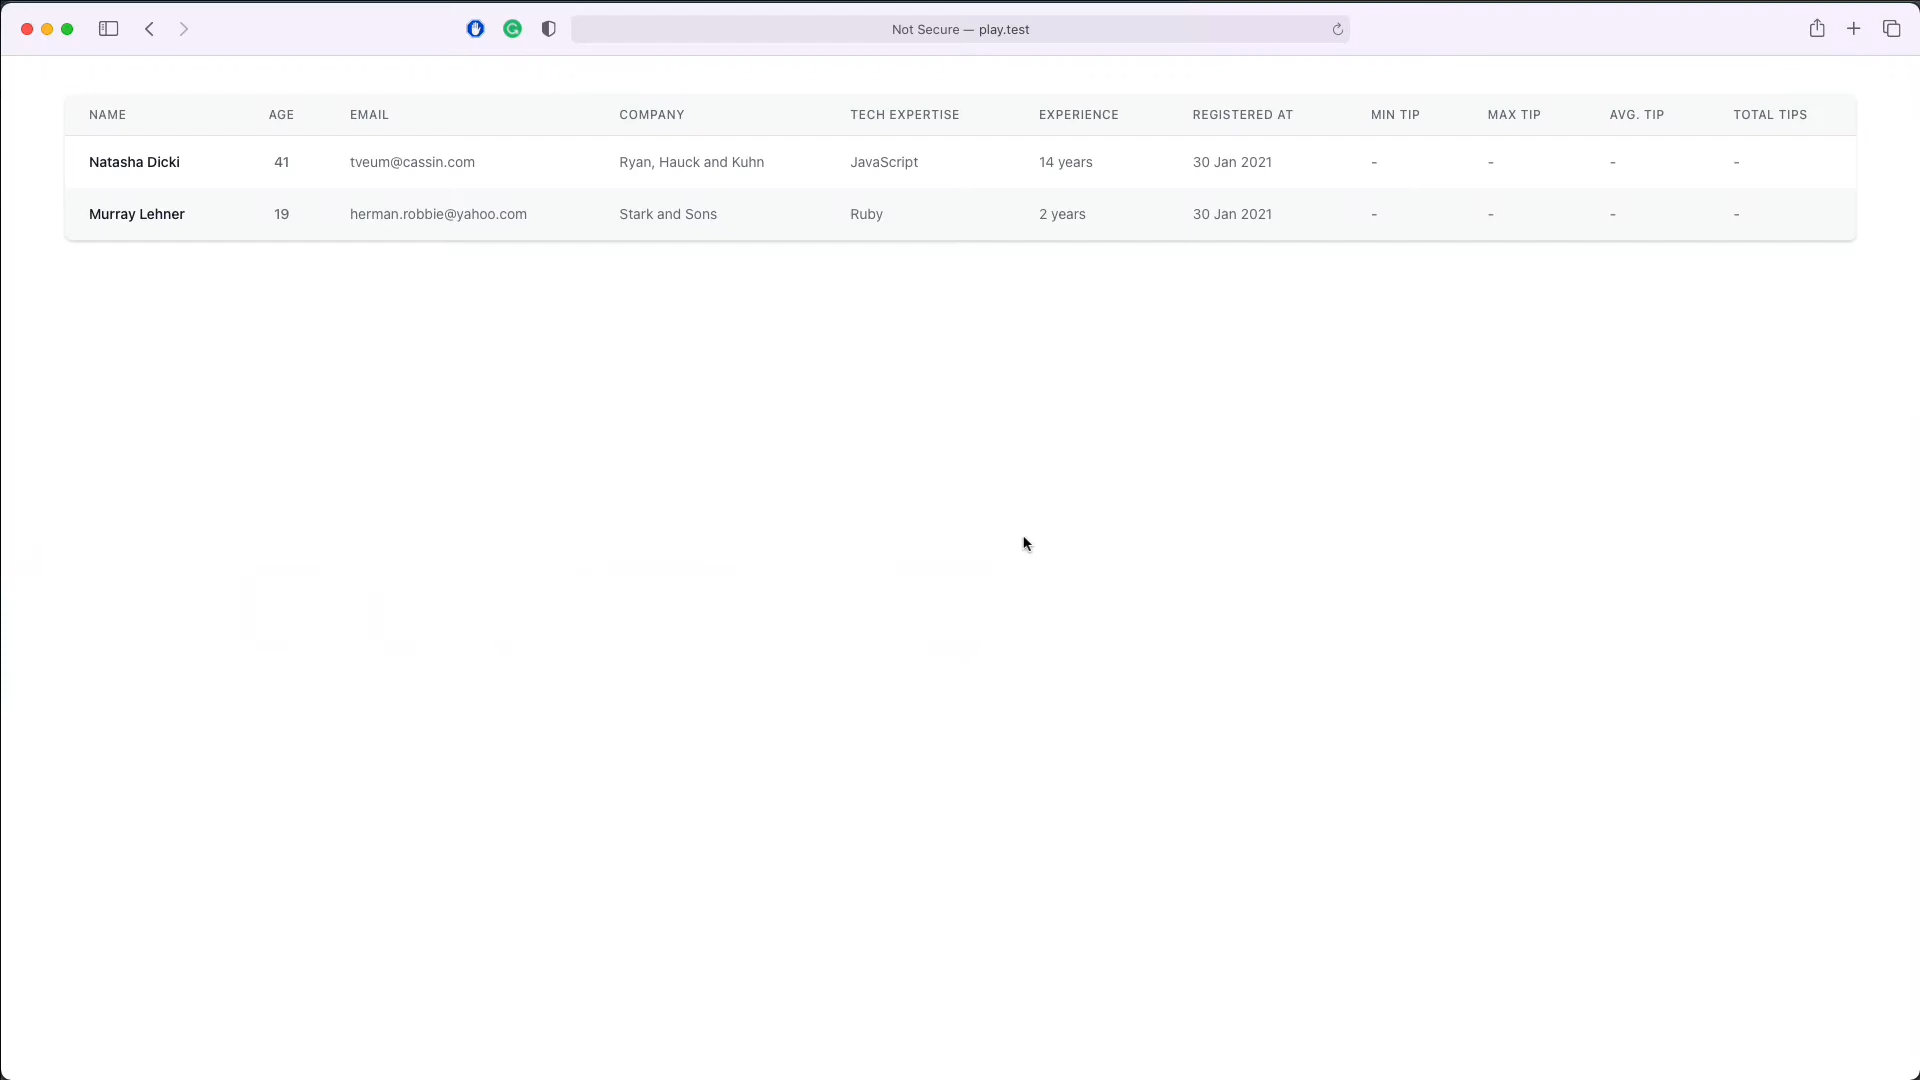 Not Secure — play.test
NAME AGE EMAIL COMPANY TECH EXPERTISE EXPERIENCE REGISTERED AT MIN TIP MAX TIP AVG. TIP TOTAL TIPS
Natasha Dicki 41 tveum@cassin.com Ryan, Hauck and Kuhn JavaScript 14 years 30 Jan 2021 - - - -
Murray Lehner 19 herman.robbie@yahoo.com Stark and Sons Ruby 2 years 30 Jan 2021 - - - -